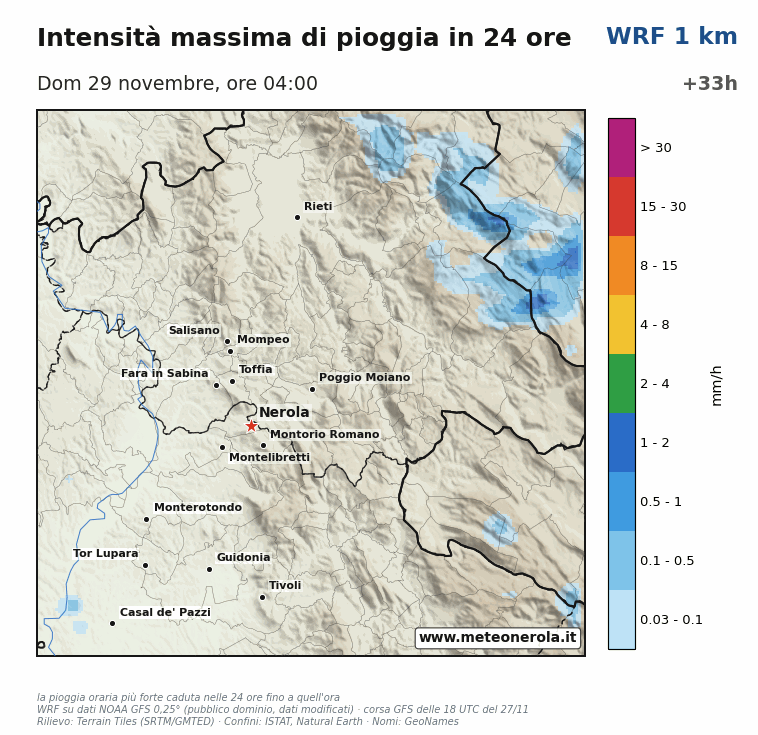 Intensità massima di pioggia in 24 ore
WRF 1 km
Dom 29 novembre, ore 04:00
+33h
> 30
15 - 30
8 - 15
4 - 8
2 - 4
1 - 2
0.5 - 1
0.1 - 0.5
0.03 - 0.1
mm/h
Rieti
Salisano
Mompeo
Fara in Sabina
Toffia
Poggio Moiano
Nerola
Montorio Romano
Montelibretti
Monterotondo
Tor Lupara
Guidonia
Tivoli
Casal de' Pazzi
www.meteonerola.it
la pioggia oraria più forte caduta nelle 24 ore fino a quell'ora
WRF su dati NOAA GFS 0,25° (pubblico dominio, dati modificati) · corsa GFS delle 18 UTC del 27/11
Rilievo: Terrain Tiles (SRTM/GMTED) · Confini: ISTAT, Natural Earth · Nomi: GeoNames